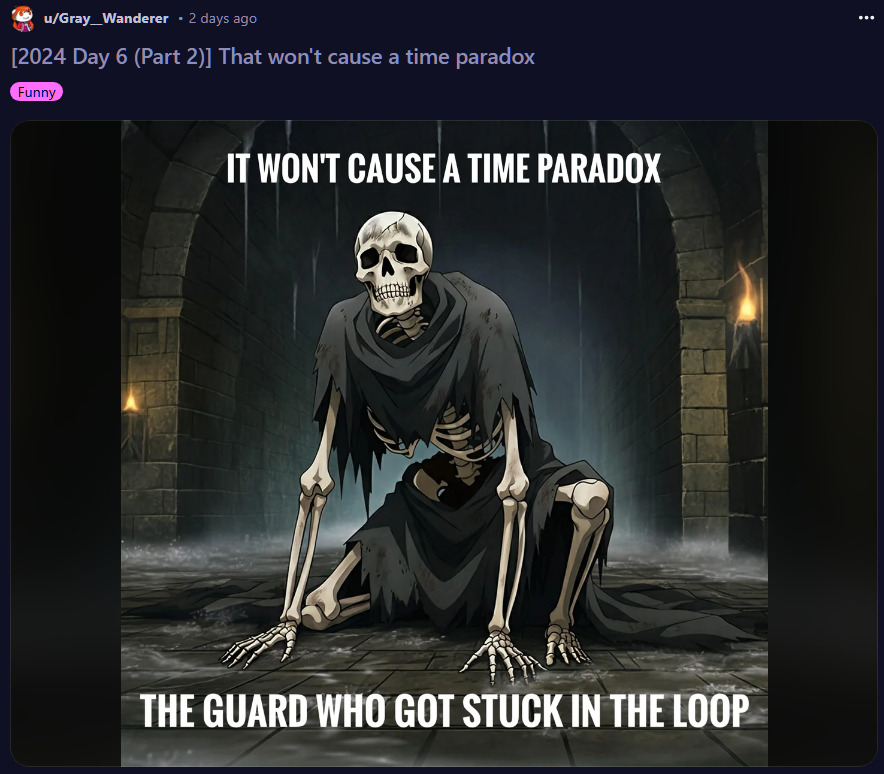 u/Gray__Wanderer • 2 days ago
[2024 Day 6 (Part 2)] That won't cause a time paradox
Funny
IT WON'T CAUSE A TIME PARADOX
THE GUARD WHO GOT STUCK IN THE LOOP